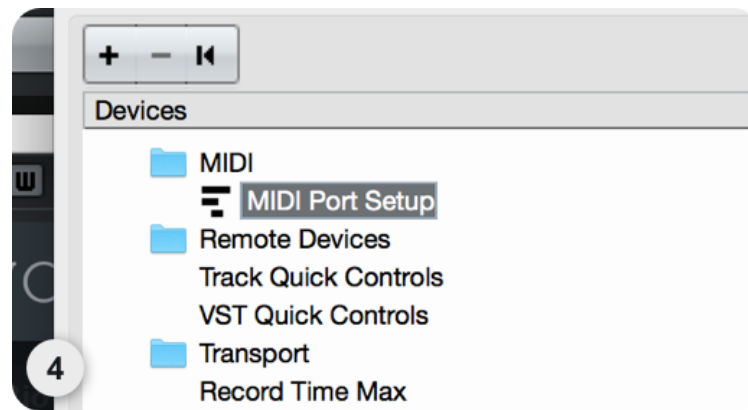 Devices
MIDI
MIDI Port Setup
Remote Devices
Track Quick Controls
VST Quick Controls
Transport
4
Record Time Max